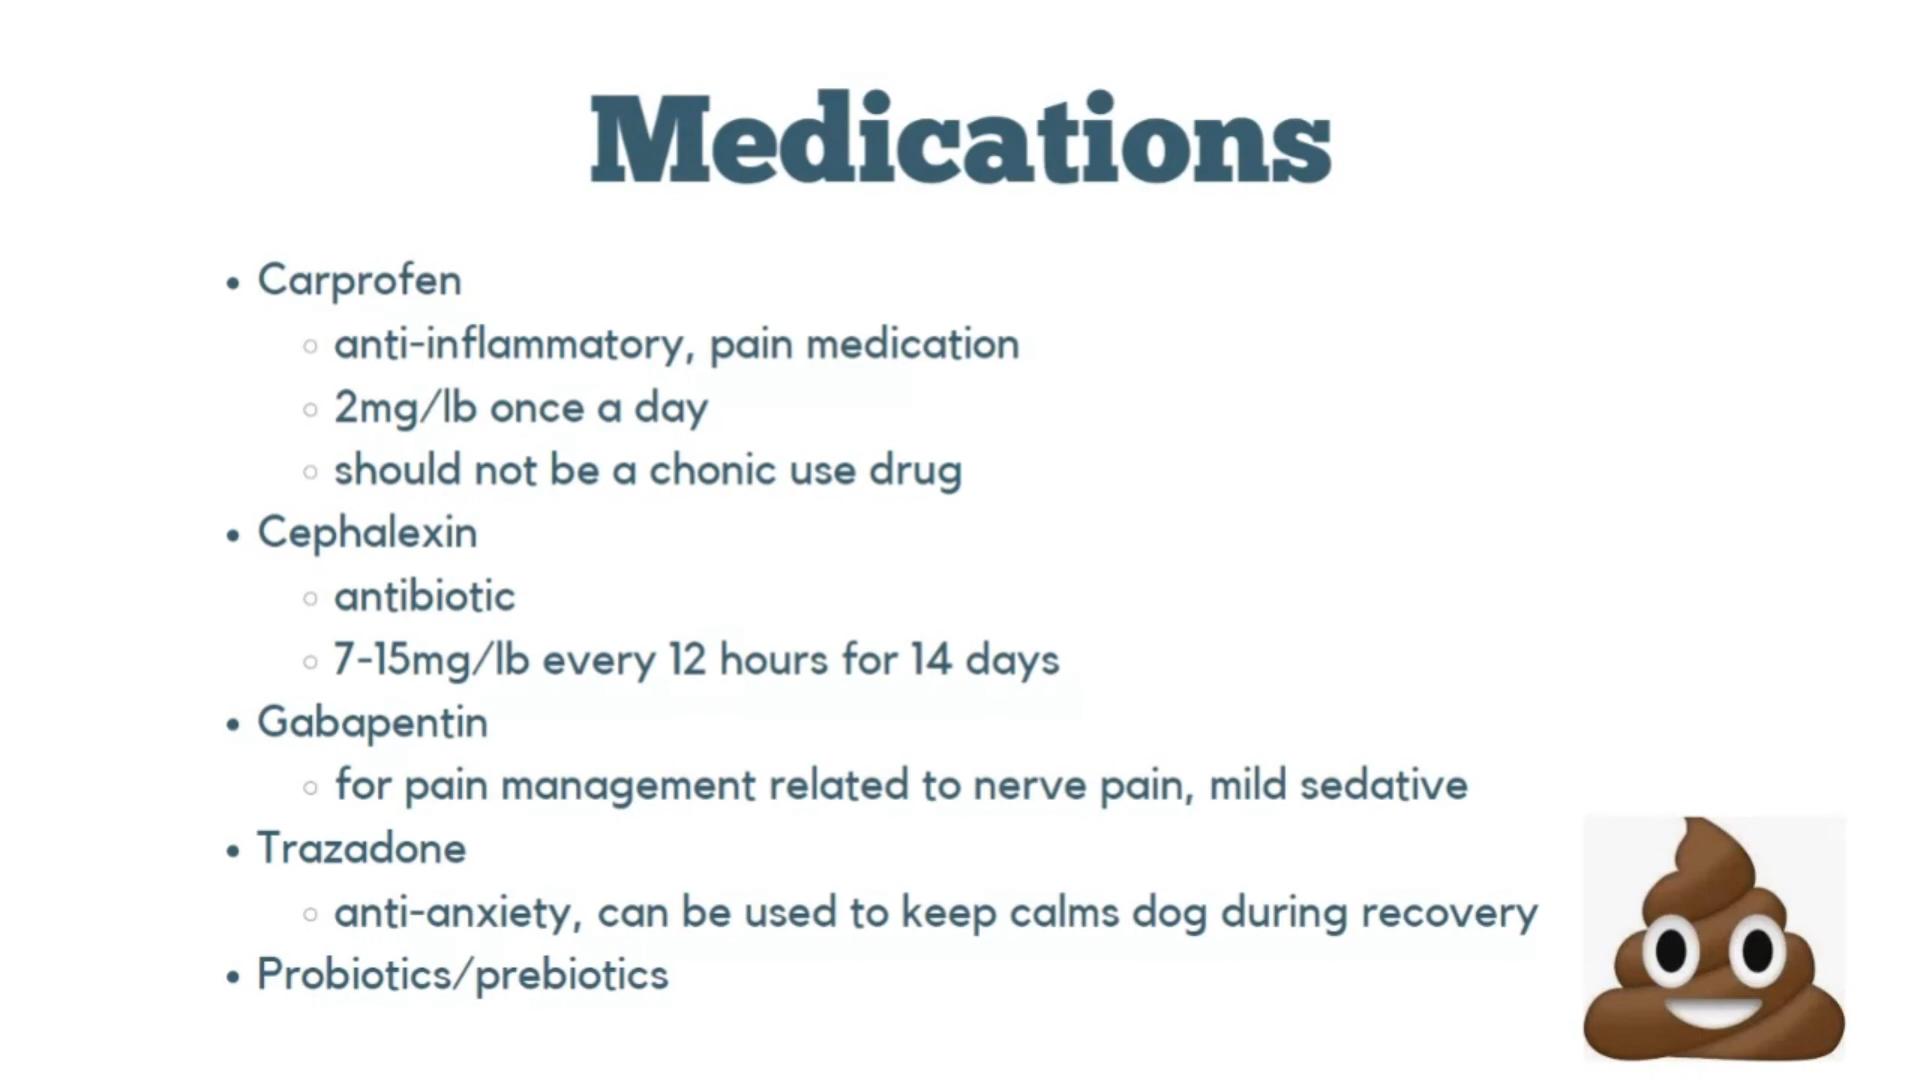 Medications
• Carprofen
○ anti-inflammatory, pain medication
○ 2mg/lb once a day
○ should not be a chonic use drug
• Cephalexin
○ antibiotic
○ 7-15mg/lb every 12 hours for 14 days
• Gabapentin
○ for pain management related to nerve pain, mild sedative
• Trazadone
○ anti-anxiety, can be used to keep calms dog during recovery
• Probiotics/prebiotics